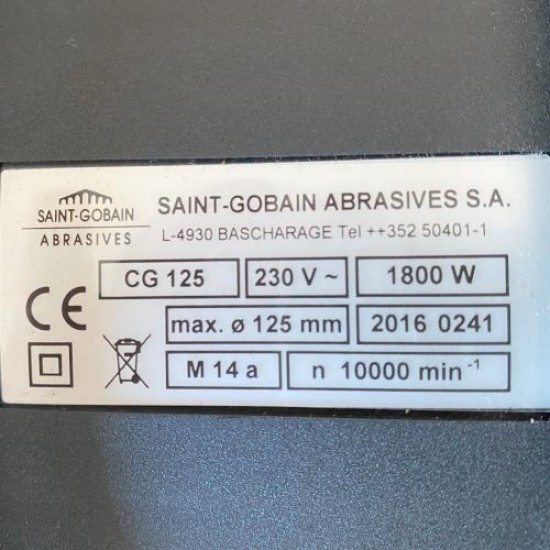 SAINT-GOBAIN
ABRASIVES
SAINT-GOBAIN ABRASIVES S.A.
L-4930 BASCHARAGE Tel ++352 50401-1
CE
CG 125
230 V ~
1800 W
max. ø 125 mm
2016 0241
M 14 a
n 10000 min⁻¹